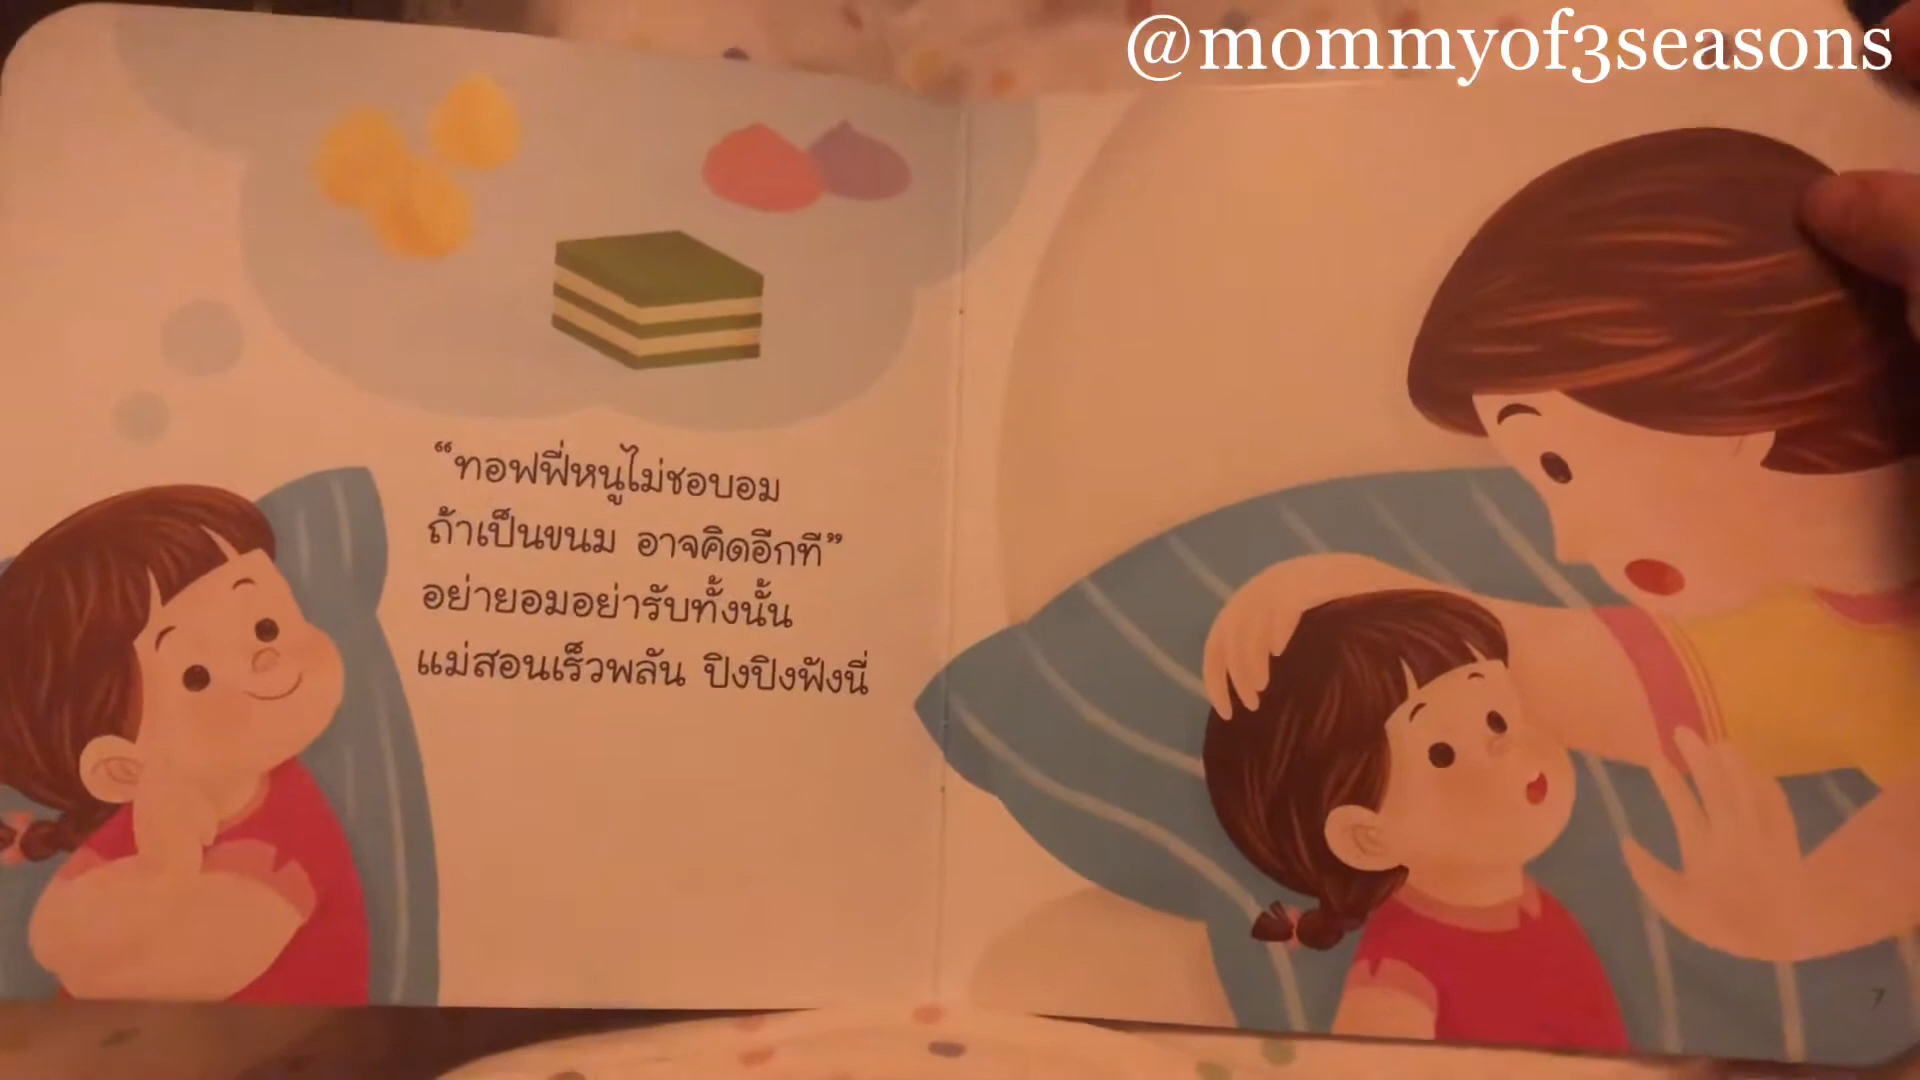 @mommyof3seasons
“ทอฟฟี่หนูไม่ชอบอม
ถ้าเป็นขนม อาจคิดอีกที”
อย่ายอมอย่ารับทั้งนั้น
แม่สอนเร็วพลัน ปิงปิงฟังนี่
7